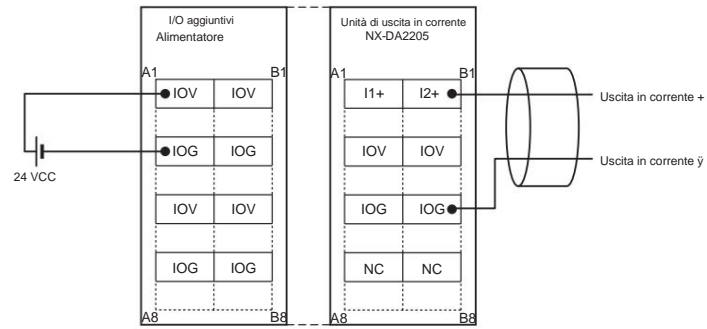 I/O aggiuntivi
Alimentatore
Unità di uscita in corrente
NX-DA2205
A1 B1 A1 B1
IOV IOV I1+ I2+
Uscita in corrente +
IOG IOG IOV IOV
Uscita in corrente ÿ
24 VCC
IOV IOV IOG IOG
IOG IOG NC NC
A8 B8 A8 B8